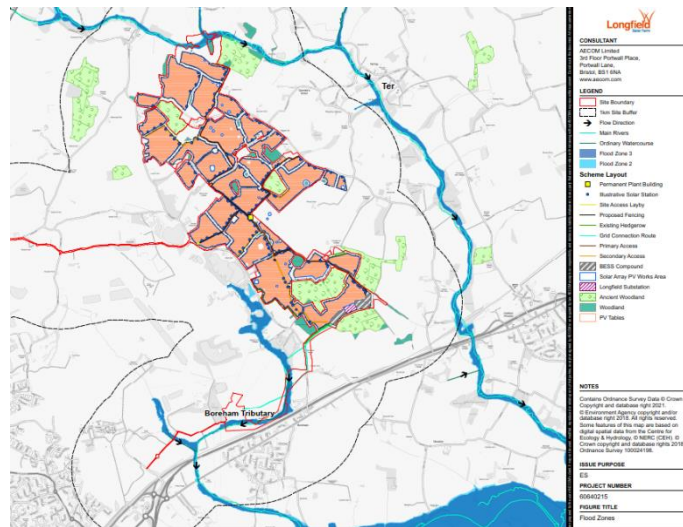 Ter
Boreham Tributary
Longfield
Solar Farm
CONSULTANT
AECOM Limited
3rd Floor Portwall Place,
Portwall Lane,
Bristol, BS1 6NA
www.aecom.com
LEGEND
Site Boundary
1km Site Buffer
Flow Direction
Main Rivers
Ordinary Watercourse
Flood Zone 3
Flood Zone 2
Scheme Layout
Permanent Plant Building
Illustrative Solar Station
Site Access Layby
Proposed Fencing
Existing Hedgerow
Grid Connection Route
Primary Access
Secondary Access
BESS Compound
Solar Array PV Works Area
Longfield Substation
Ancient Woodland
Woodland
PV Tables
NOTES
Contains Ordnance Survey Data © Crown
Copyright and database right 2021.
© Environment Agency copyright and/or
database right 2018. All rights reserved.
Some features of this map are based on
digital spatial data from the Centre for
Ecology & Hydrology, © NERC (CEH). ©
Crown copyright and database rights 2018
Ordnance Survey 100024198.
ISSUE PURPOSE
ES
PROJECT NUMBER
60640215
FIGURE TITLE
Flood Zones